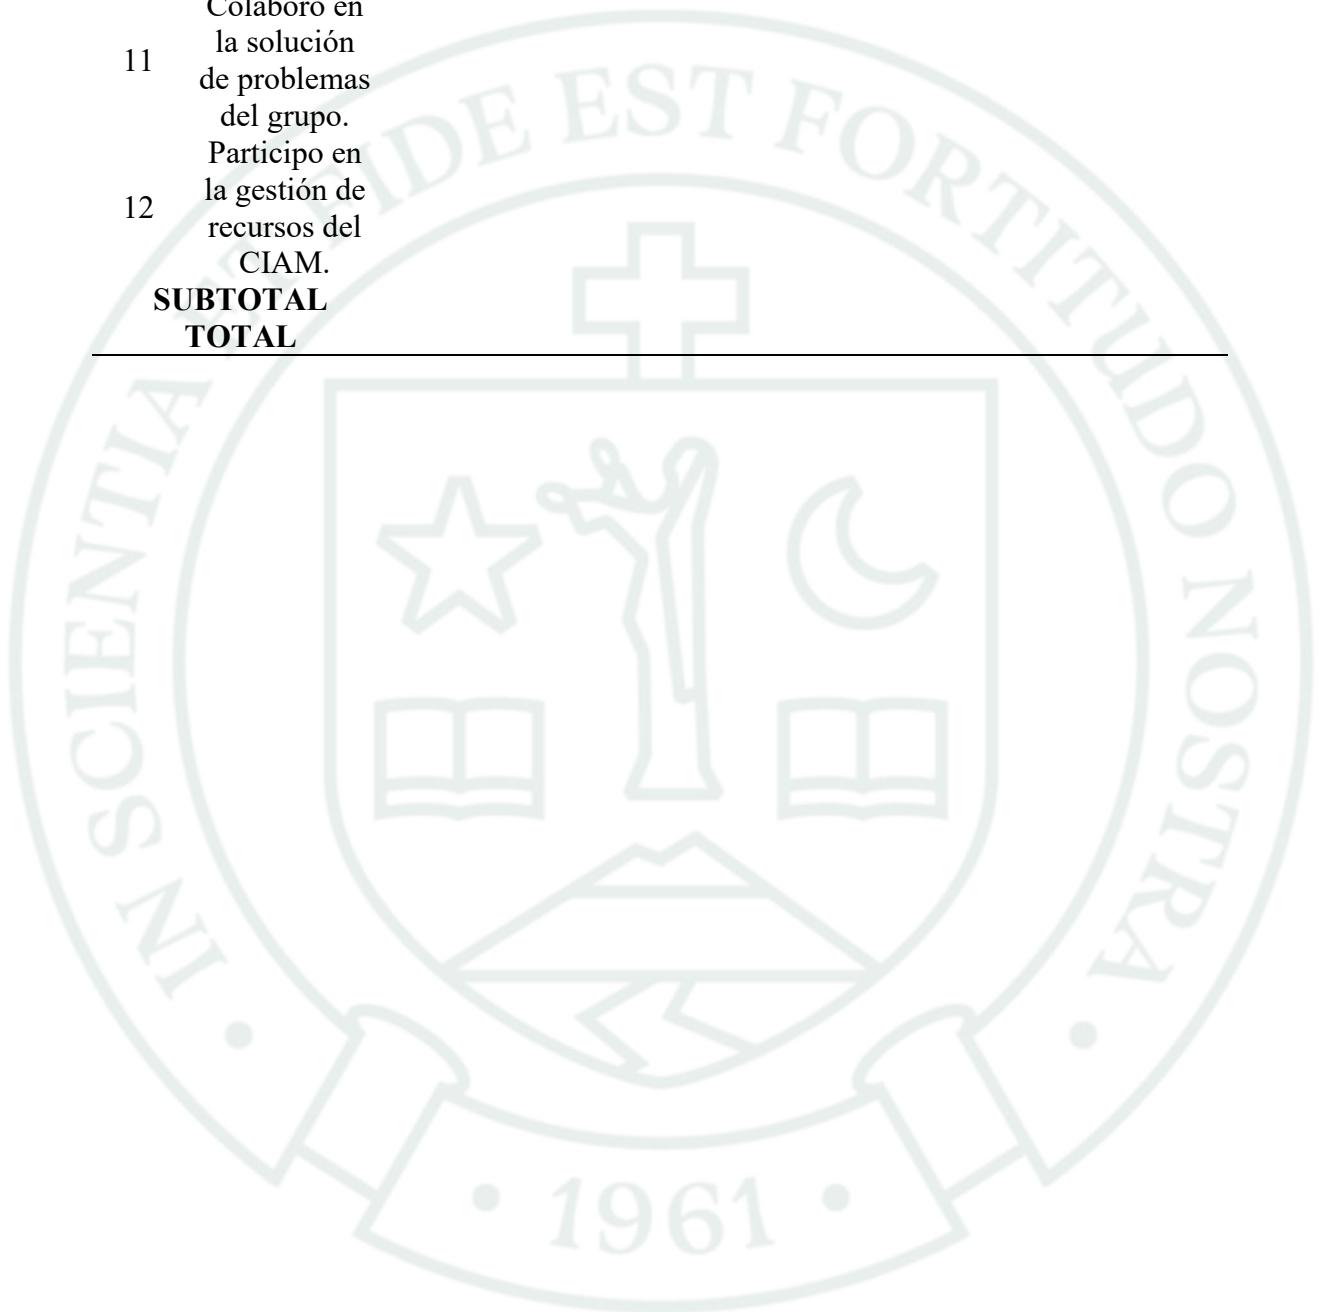 Colaboro en
la solución
11
de problemas
del grupo.
Participo en
la gestión de
12
recursos del
CIAM.
SUBTOTAL
TOTAL
IN SCIENTIA ET FIDE EST FORTITUDO NOSTRA
• 1961 •